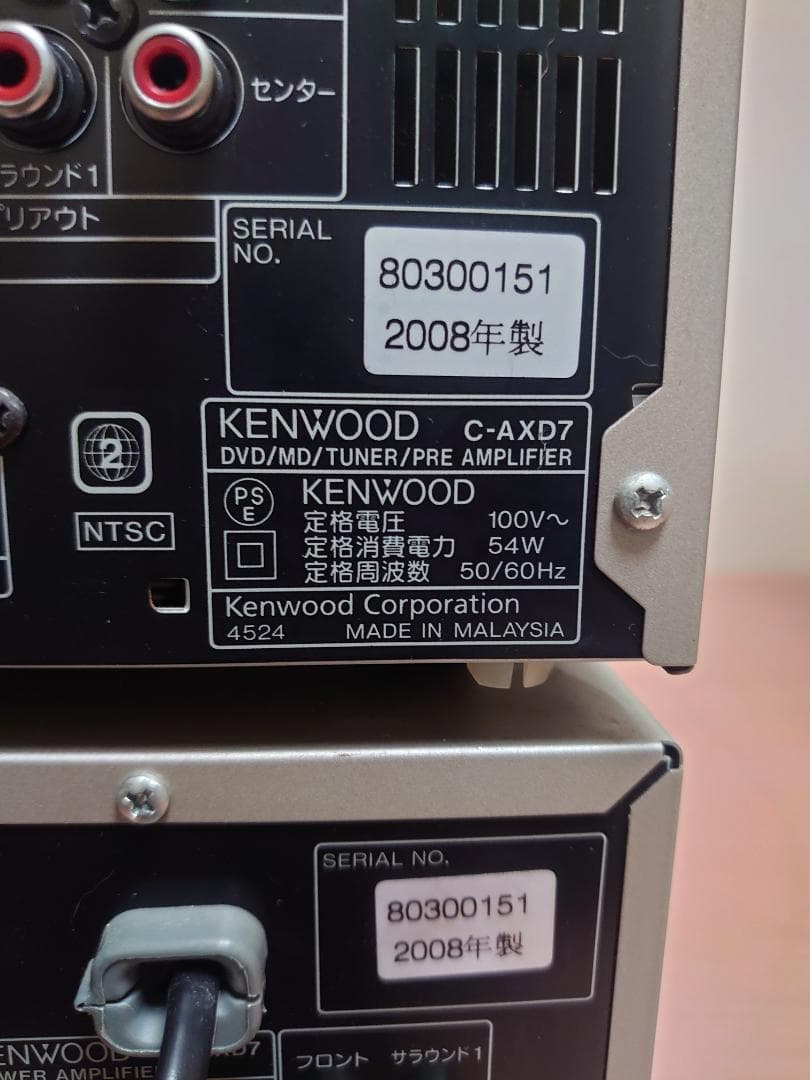 センター
ラウンド1
プリアウト
SERIAL
NO.
80300151
2008年製
2
NTSC
KENWOOD C-AXD7
DVD/MD/TUNER/PRE AMPLIFIER
PS
E
KENWOOD
定格電圧 100V～
定格消費電力 54W
定格周波数 50/60Hz
Kenwood Corporation
4524 MADE IN MALAYSIA
SERIAL NO.
80300151
2008年製
ENWOOD XD7
WER AMPLIFIE
フロント サラウンド1